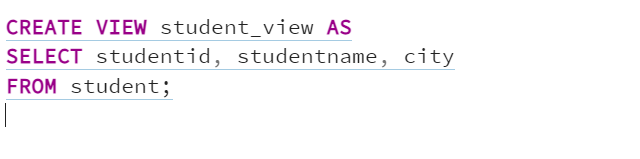 CREATE VIEW student_view AS
SELECT studentid, studentname, city
FROM student;